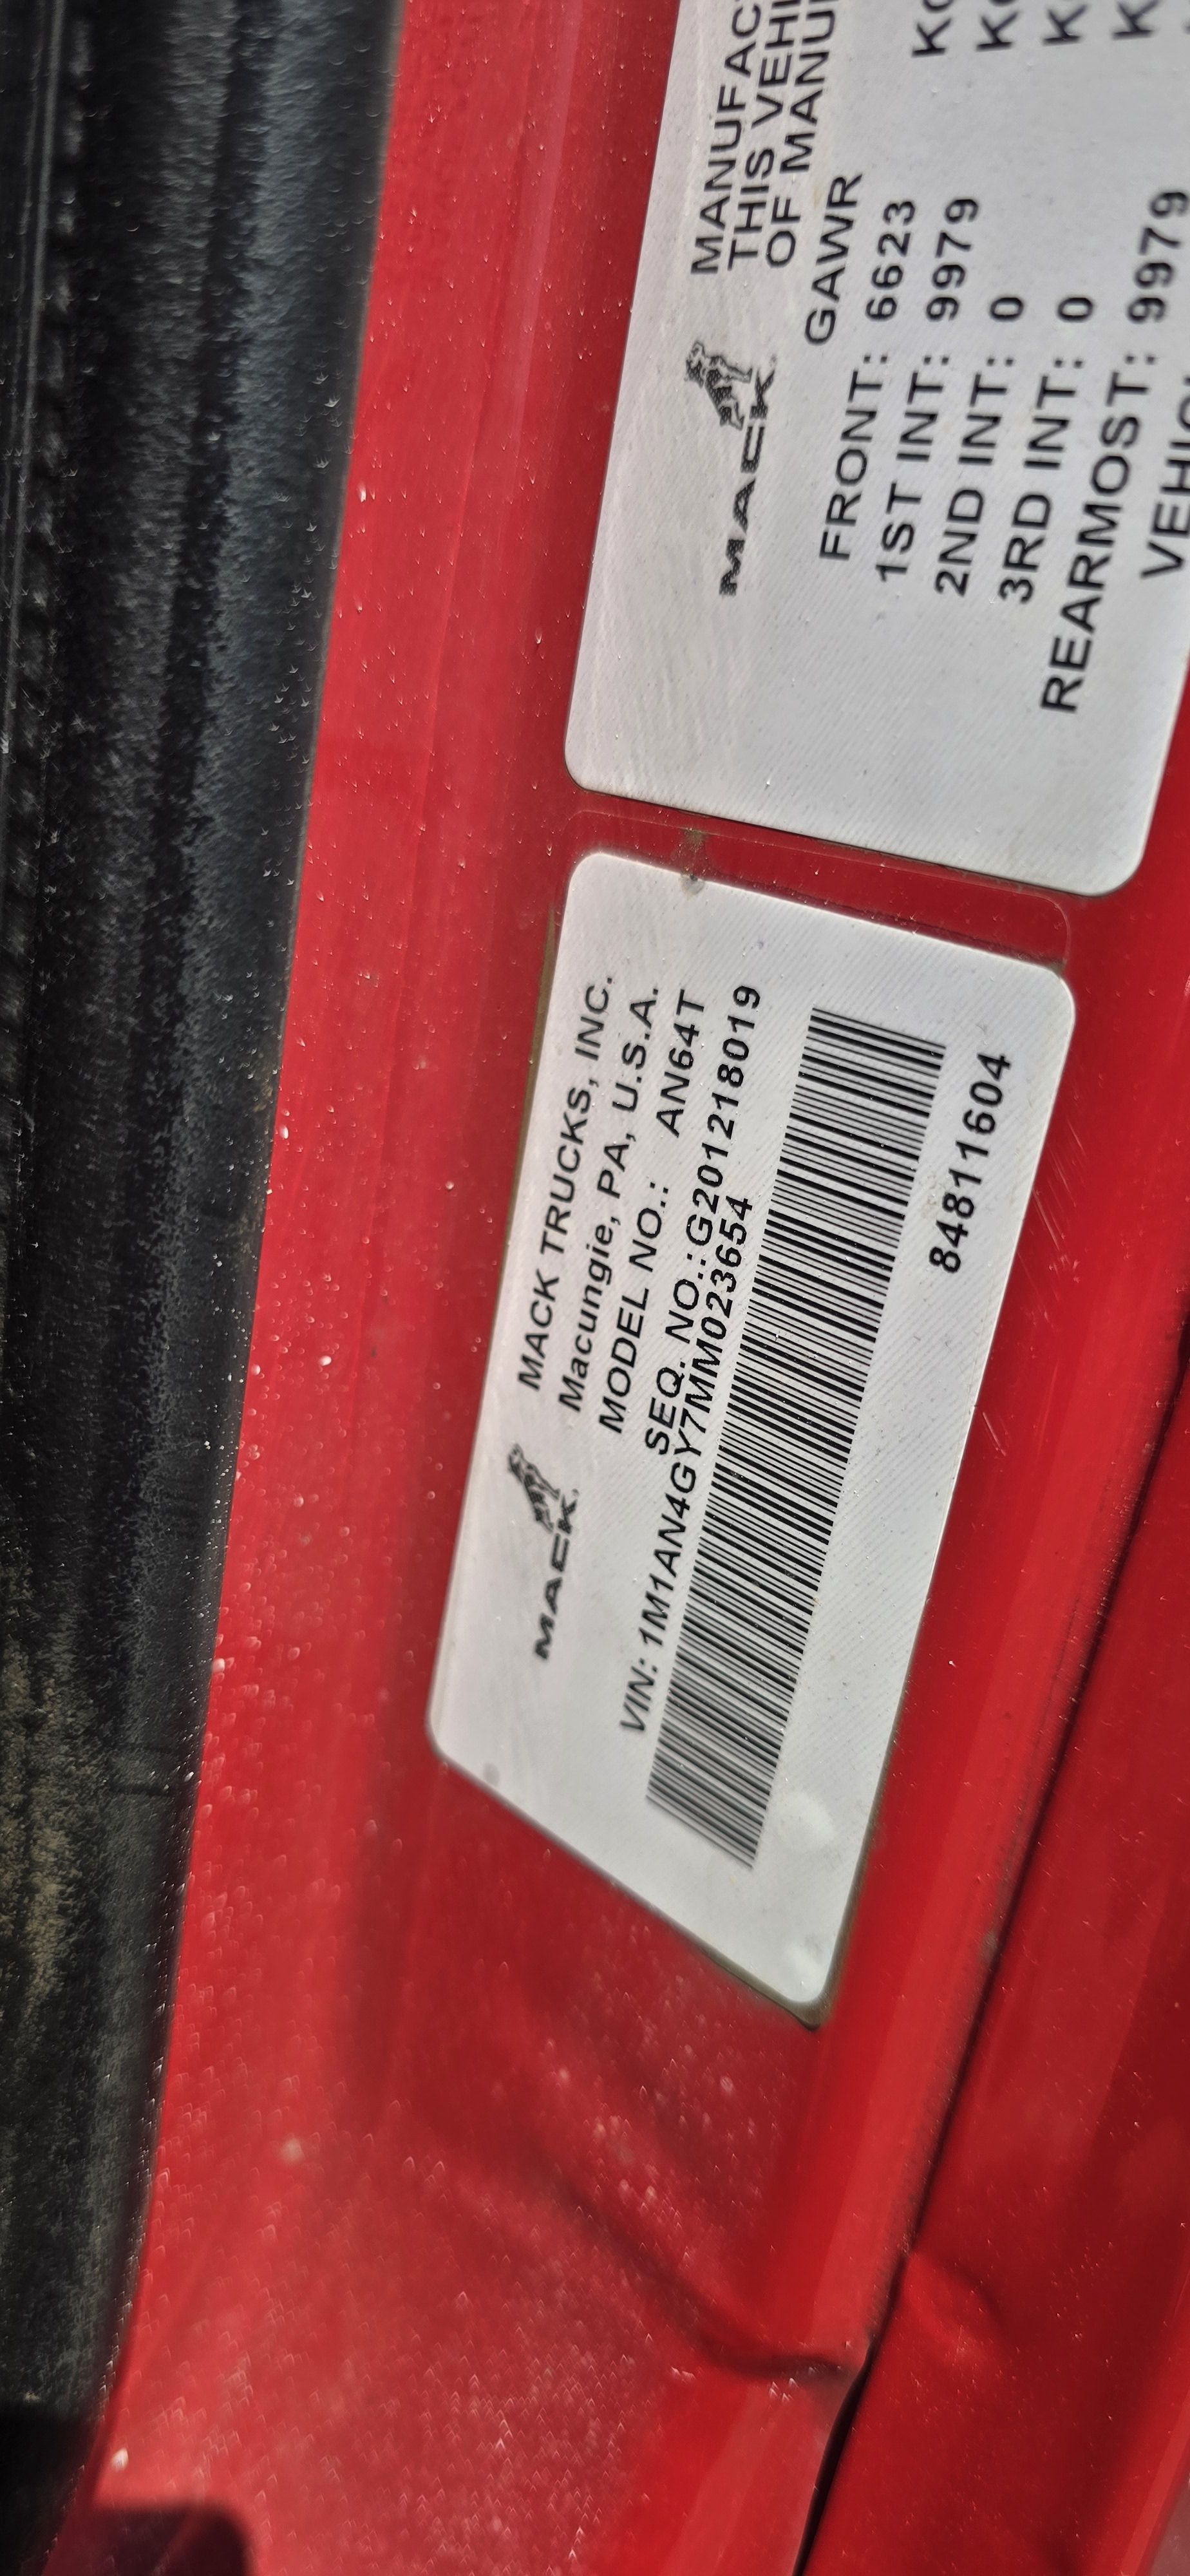 MACK
MANUFAC
THIS VEHI
OF MANU
GAWR
FRONT: 6623
1ST INT: 9979
2ND INT: 0
3RD INT: 0
REARMOST: 9979
MACK
MACK TRUCKS, INC.
Macungie, PA, U.S.A.
MODEL NO.: AN64T
SEQ. NO.: G201218019
VIN: 1M1AN4GY7MM023654
84811604